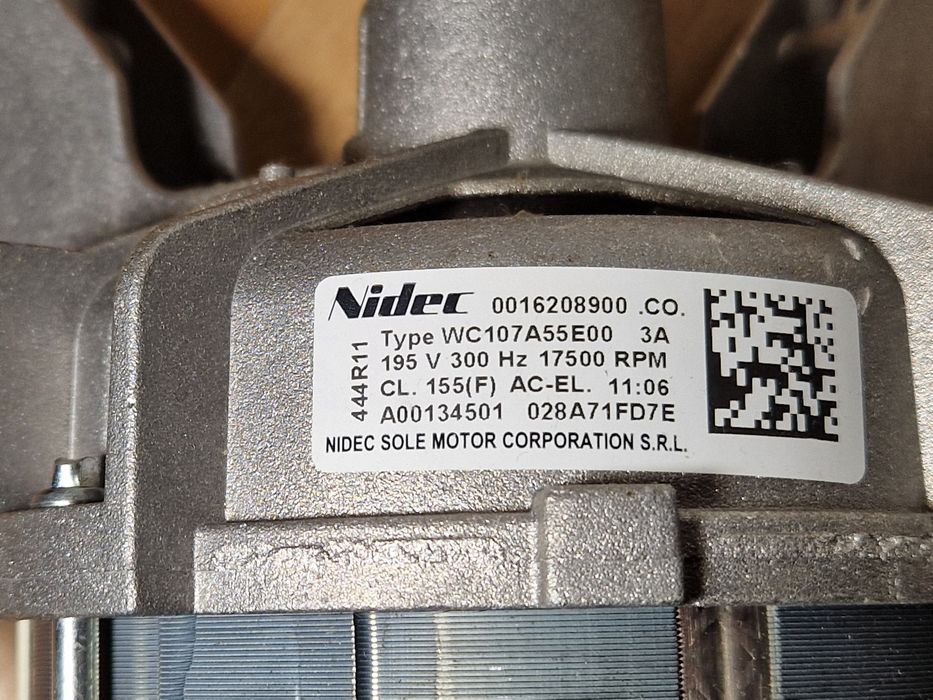 Nidec 0016208900 .CO.
Type WC107A55E00 3A
195 V 300 Hz 17500 RPM
CL. 155(F) AC-EL. 11:06
A00134501 028A71FD7E
444R11
NIDEC SOLE MOTOR CORPORATION S.R.L.